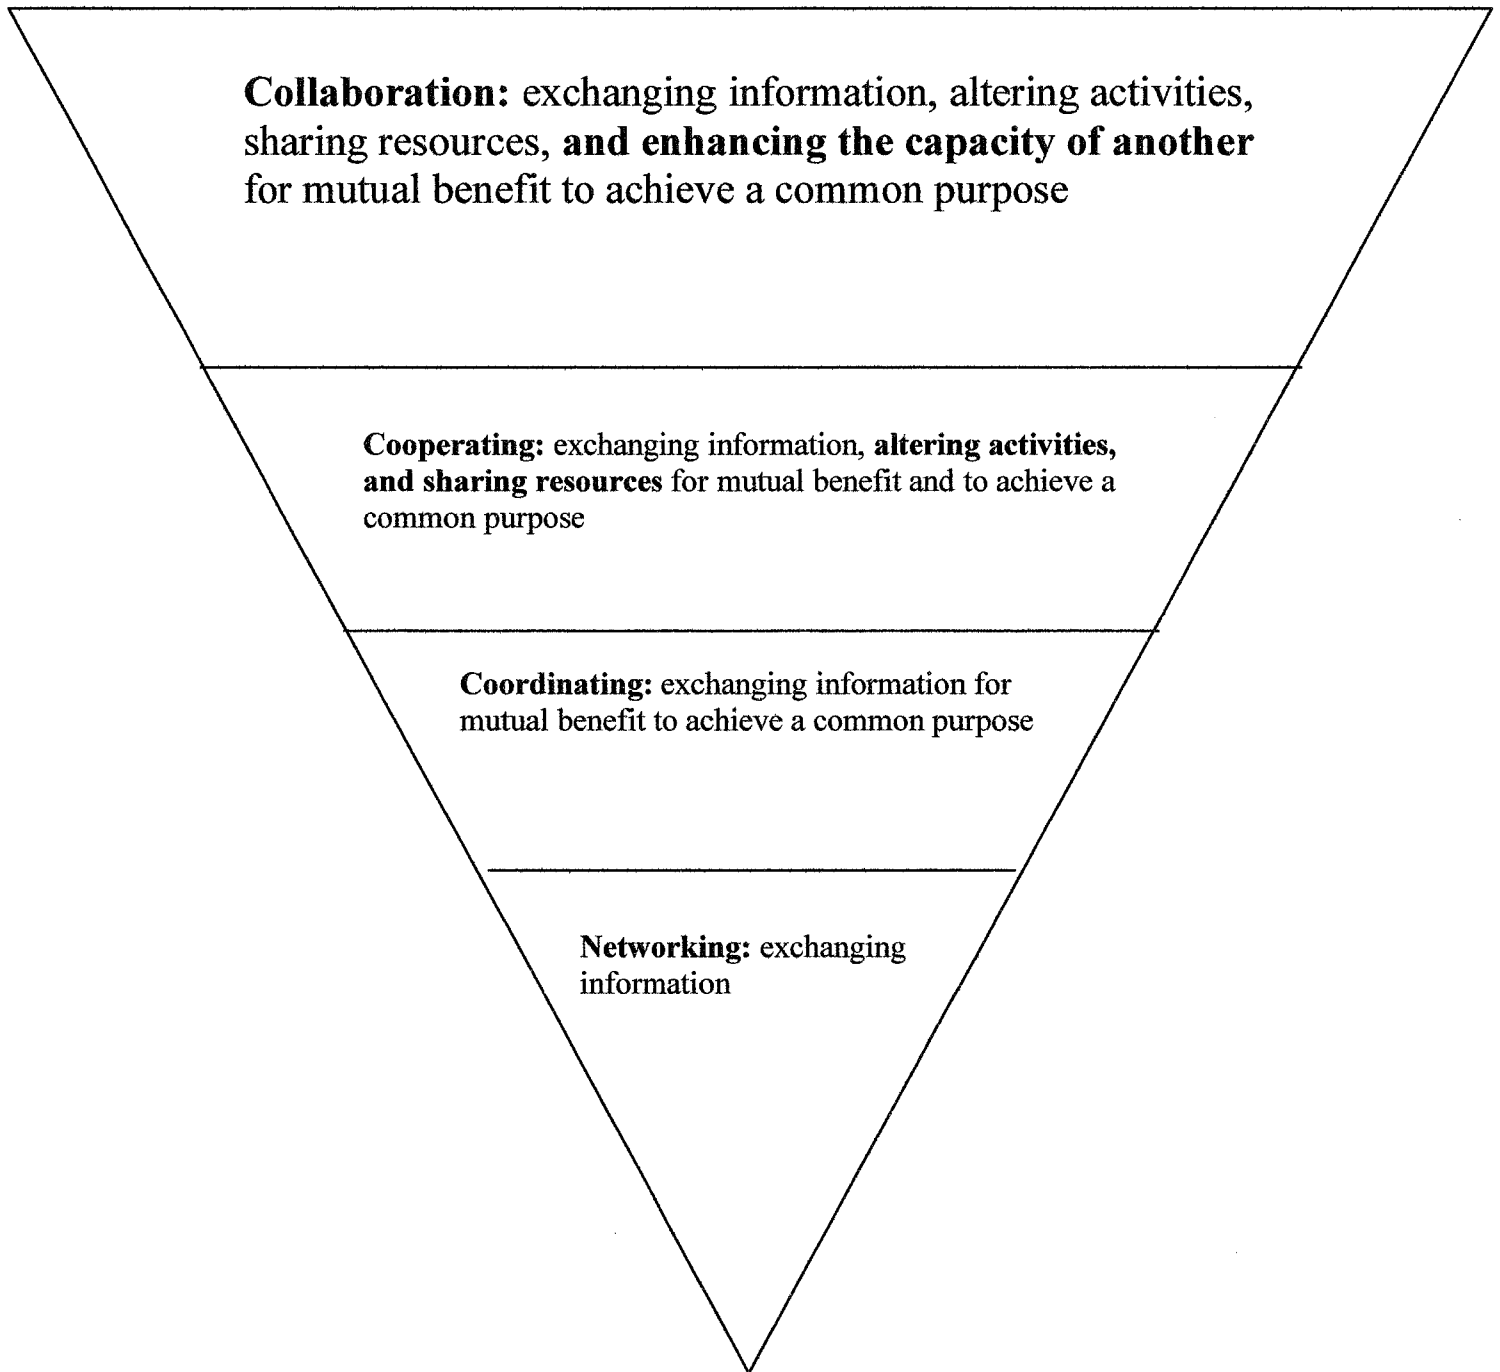 Collaboration: exchanging information, altering activities,
sharing resources, and enhancing the capacity of another
for mutual benefit to achieve a common purpose
Cooperating: exchanging information, altering activities,
and sharing resources for mutual benefit and to achieve a
common purpose
Coordinating: exchanging information for
mutual benefit to achieve a common purpose
Networking: exchanging
information